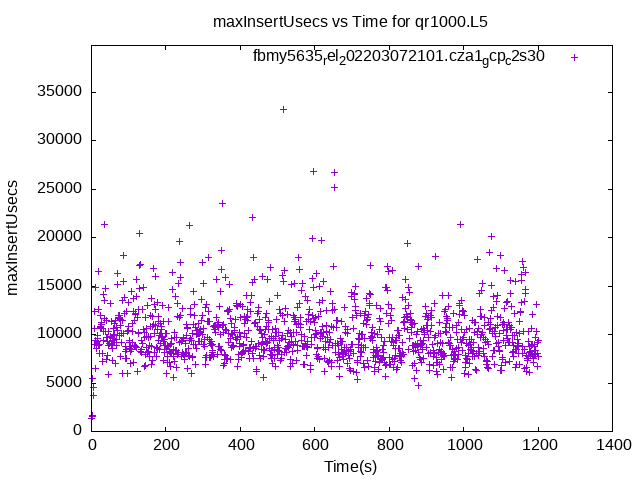 maxInsertUsecs vs Time for qr1000.L5
fbmy5635rel202203072101.cza1gcpc2s30
maxInsertUsecs
35000
30000
25000
20000
15000
10000
5000
0
0 200 400 600 800 1000 1200 1400
Time(s)